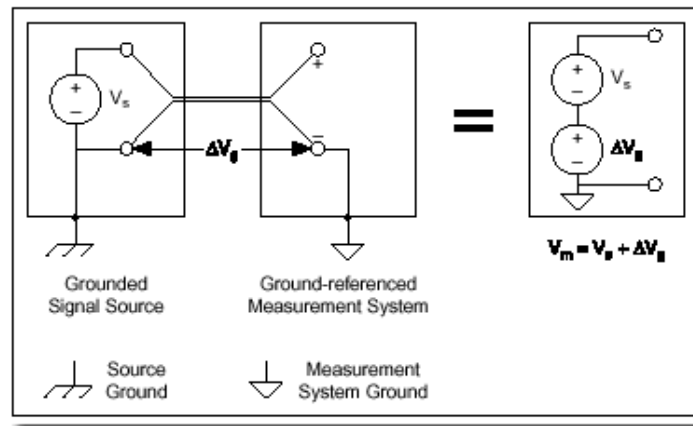 +
−
Vs
+
−
ΔVg
=
+
−
Vs
+
−
ΔVg
Vm = Vs + ΔVg
Grounded
Signal Source
Ground-referenced
Measurement System
Source
Ground
Measurement
System Ground